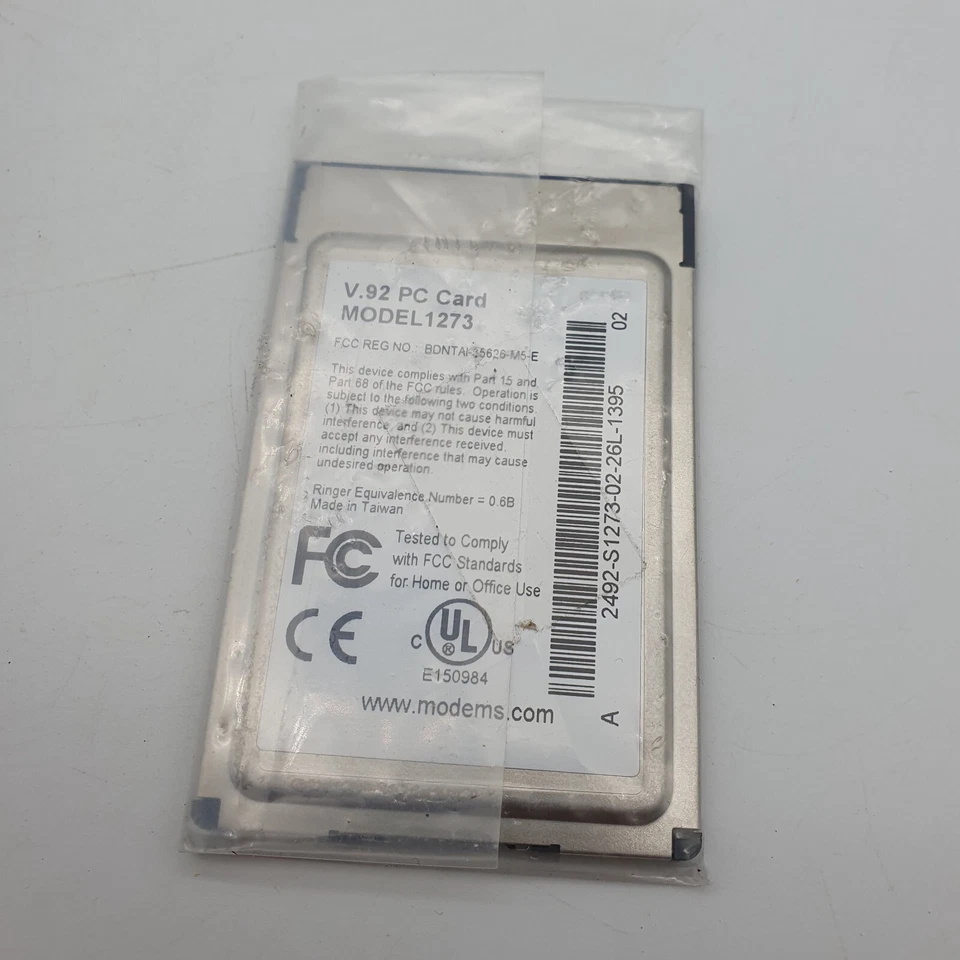 V.92 PC Card
MODEL1273
FCC REG NO.: BDNTAI-35626-M5-E
This device complies with Part 15 and
Part 68 of the FCC rules. Operation is
subject to the following two conditions.
(1) This device may not cause harmful
interference, and (2) This device must
accept any interference received,
including interference that may cause
undesired operation.
Ringer Equivalence Number = 0.6B
Made in Taiwan
FC
Tested to Comply
with FCC Standards
for Home or Office Use
CE
C UL ® US
E150984
www.modems.com
2492-S1273-02-26L-1395
A
02